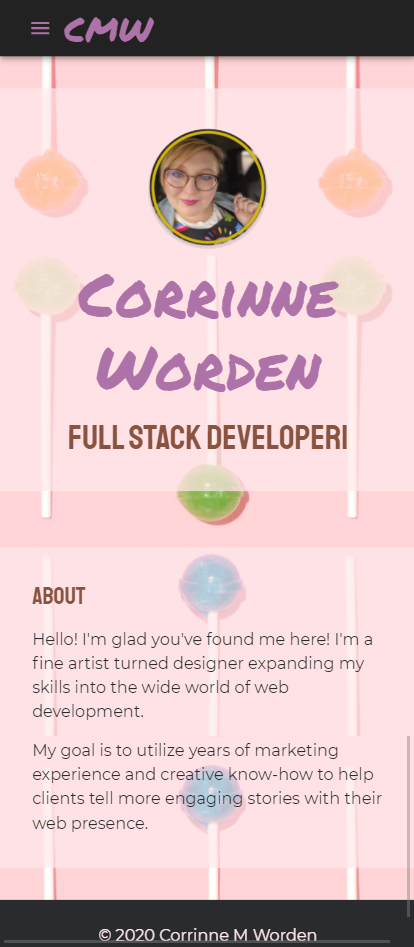 CMW
Corrinne
Worden
FULL STACK DEVELOPERI
ABOUT
Hello! I'm glad you've found me here! I'm a
fine artist turned designer expanding my
skills into the wide world of web
development.
My goal is to utilize years of marketing
experience and creative know-how to help
clients tell more engaging stories with their
web presence.
© 2020 Corrinne M Worden